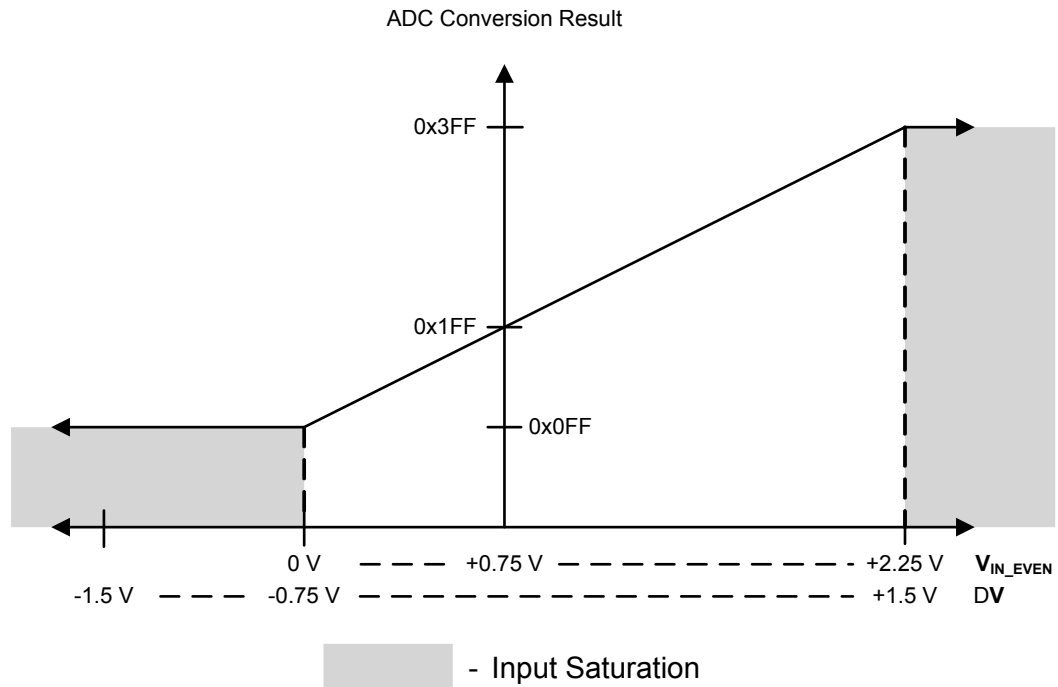 ADC Conversion Result
0x3FF
0x1FF
0x0FF
0 V +0.75 V +2.25 V VIN_EVEN
-1.5 V -0.75 V +1.5 V DV
- Input Saturation